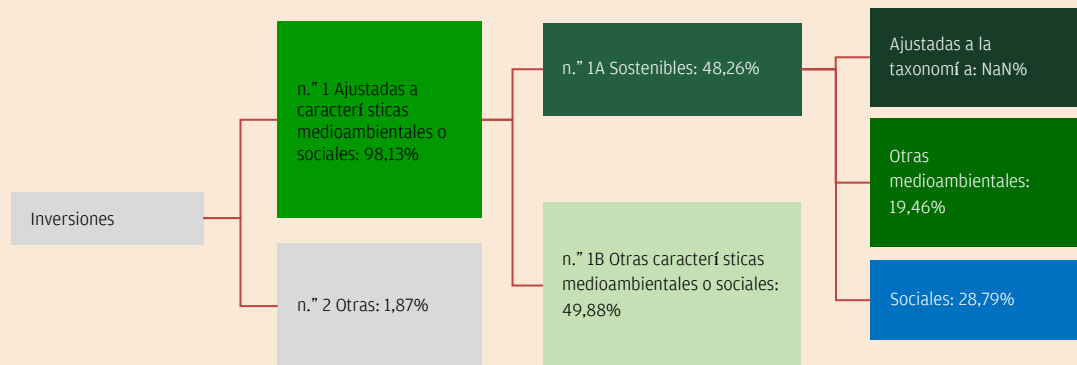 Inversiones
n.” 1 Ajustadas a
caracterí sticas
medioambientales o
sociales: 98,13%
n.” 2 Otras: 1,87%
n.” 1A Sostenibles: 48,26%
n.” 1B Otras caracterí sticas
medioambientales o sociales:
49,88%
Ajustadas a la
taxonomí a: NaN%
Otras
medioambientales:
19,46%
Sociales: 28,79%